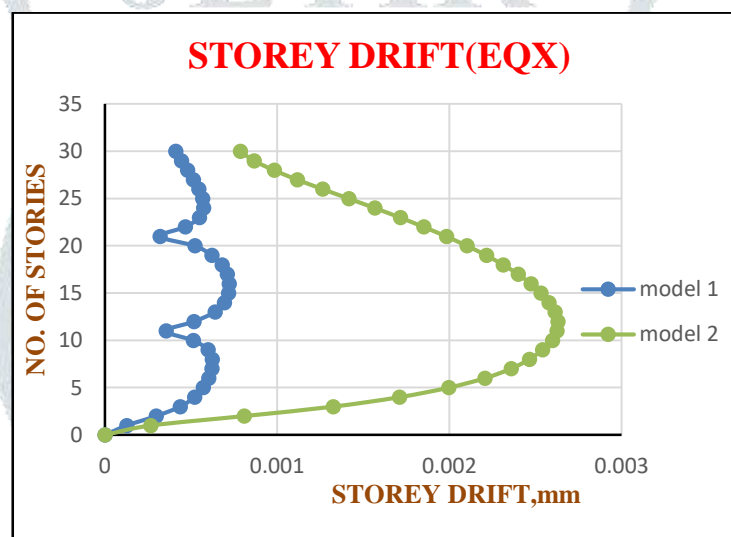 STOREY DRIFT(EQX)
35
30
25
20
15
10
5
0
NO. OF STORIES
0 0.001 0.002 0.003
STOREY DRIFT,mm
model 1
model 2